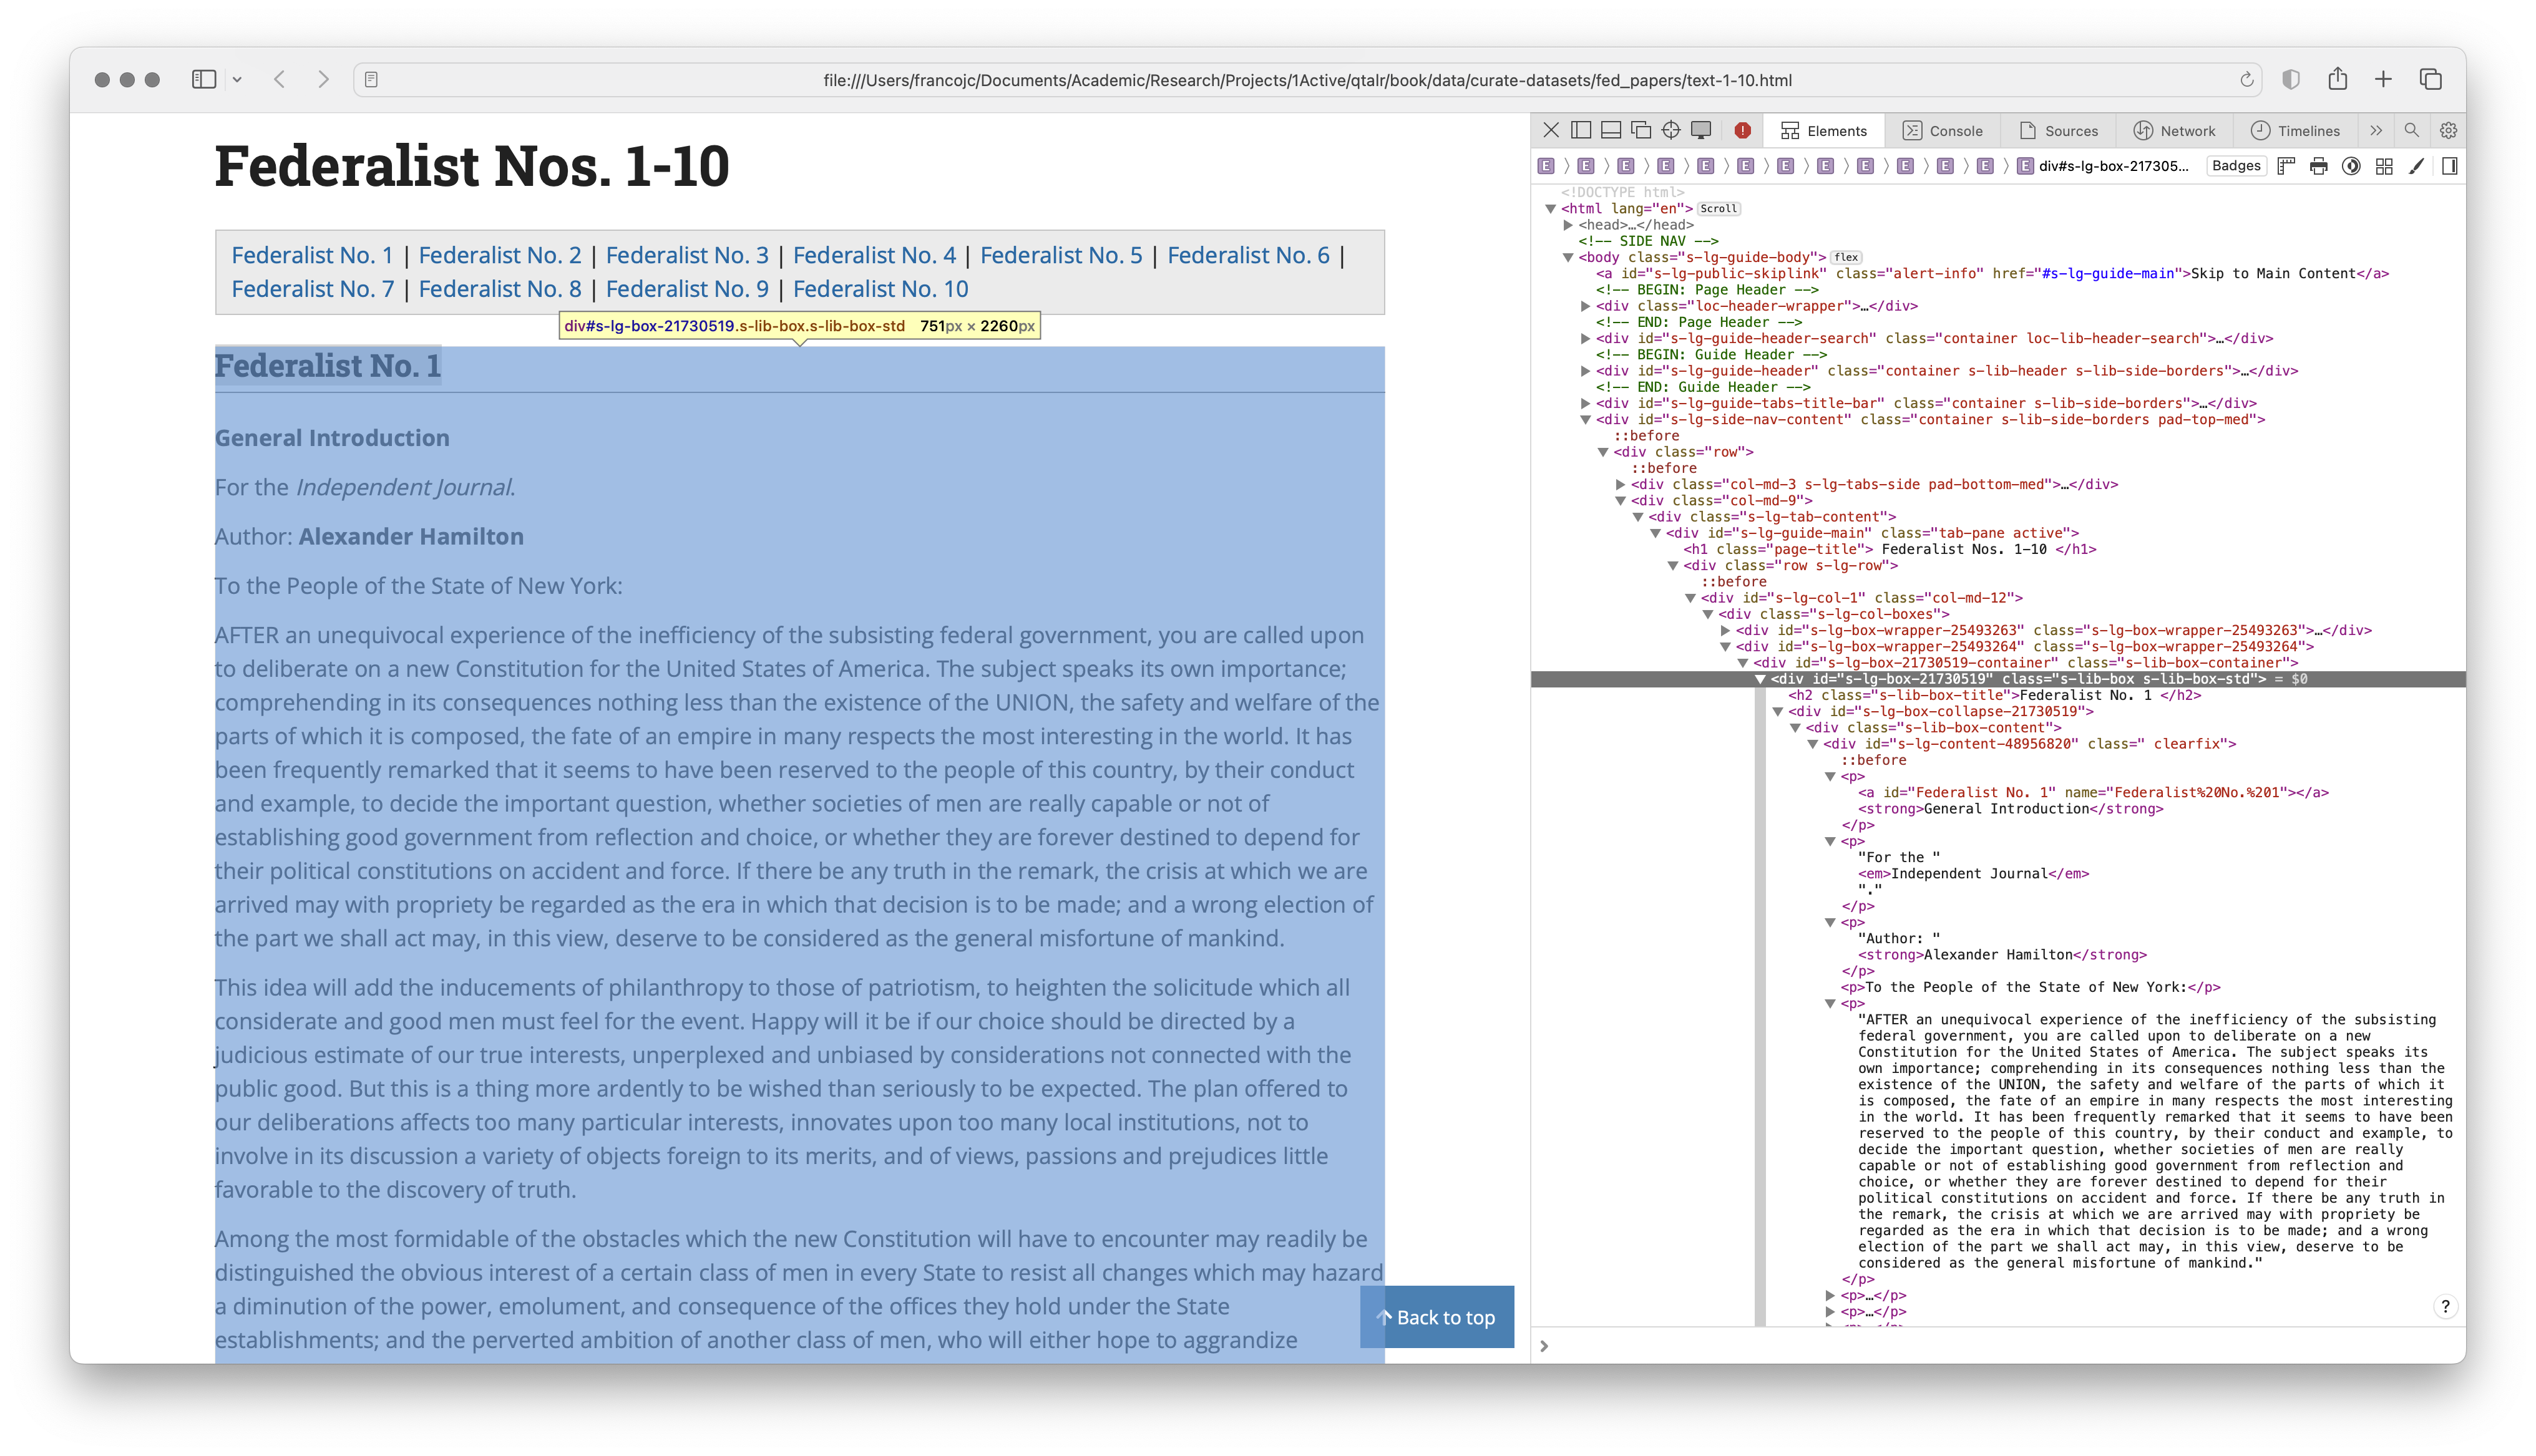 file:///Users/francojc/Documents/Academic/Research/Projects/1Active/qtalr/book/data/curate-datasets/fed_papers/text-1-10.html
Federalist Nos. 1-10
Federalist No. 1 | Federalist No. 2 | Federalist No. 3 | Federalist No. 4 | Federalist No. 5 | Federalist No. 6 |
Federalist No. 7 | Federalist No. 8 | Federalist No. 9 | Federalist No. 10
div#s-lg-box-21730519.s-lib-box.s-lib-box-std 751px × 2260px
Federalist No. 1
General Introduction
For the Independent Journal.
Author: Alexander Hamilton
To the People of the State of New York:
AFTER an unequivocal experience of the inefficiency of the subsisting federal government, you are called upon
to deliberate on a new Constitution for the United States of America. The subject speaks its own importance;
comprehending in its consequences nothing less than the existence of the UNION, the safety and welfare of the
parts of which it is composed, the fate of an empire in many respects the most interesting in the world. It has
been frequently remarked that it seems to have been reserved to the people of this country, by their conduct
and example, to decide the important question, whether societies of men are really capable or not of
establishing good government from reflection and choice, or whether they are forever destined to depend for
their political constitutions on accident and force. If there be any truth in the remark, the crisis at which we are
arrived may with propriety be regarded as the era in which that decision is to be made; and a wrong election of
the part we shall act may, in this view, deserve to be considered as the general misfortune of mankind.
This idea will add the inducements of philanthropy to those of patriotism, to heighten the solicitude which all
considerate and good men must feel for the event. Happy will it be if our choice should be directed by a
judicious estimate of our true interests, unperplexed and unbiased by considerations not connected with the
public good. But this is a thing more ardently to be wished than seriously to be expected. The plan offered to
our deliberations affects too many particular interests, innovates upon too many local institutions, not to
involve in its discussion a variety of objects foreign to its merits, and of views, passions and prejudices little
favorable to the discovery of truth.
Among the most formidable of the obstacles which the new Constitution will have to encounter may readily be
distinguished the obvious interest of a certain class of men in every State to resist all changes which may hazard
a diminution of the power, emolument, and consequence of the offices they hold under the State
establishments; and the perverted ambition of another class of men, who will either hope to aggrandize
Back to top
Elements Console Sources Network Timelines
E E E E E E E E E E E E E div#s-lg-box-217305... Badges
<!DOCTYPE html>
<html lang="en"> Scroll
<head>…</head>
<!-- SIDE NAV -->
<body class="s-lg-guide-body"> flex
<a id="s-lg-public-skiplink" class="alert-info" href="#s-lg-guide-main">Skip to Main Content</a>
<!-- BEGIN: Page Header -->
<div class="loc-header-wrapper">…</div>
<!-- END: Page Header -->
<div id="s-lg-guide-header-search" class="container loc-lib-header-search">…</div>
<!-- BEGIN: Guide Header -->
<div id="s-lg-guide-header" class="container s-lib-header s-lib-side-borders">…</div>
<!-- END: Guide Header -->
<div id="s-lg-guide-tabs-title-bar" class="container s-lib-side-borders">…</div>
<div id="s-lg-side-nav-content" class="container s-lib-side-borders pad-top-med">
::before
<div class="row">
::before
<div class="col-md-3 s-lg-tabs-side pad-bottom-med">…</div>
<div class="col-md-9">
<div class="s-lg-tab-content">
<div id="s-lg-guide-main" class="tab-pane active">
<h1 class="page-title"> Federalist Nos. 1-10 </h1>
<div class="row s-lg-row">
::before
<div id="s-lg-col-1" class="col-md-12">
<div class="s-lg-col-boxes">
<div id="s-lg-box-wrapper-25493263" class="s-lg-box-wrapper-25493263">…</div>
<div id="s-lg-box-wrapper-25493264" class="s-lg-box-wrapper-25493264">
<div id="s-lg-box-21730519-container" class="s-lib-box-container">
<div id="s-lg-box-21730519" class="s-lib-box s-lib-box-std"> = $0
<h2 class="s-lib-box-title">Federalist No. 1 </h2>
<div id="s-lg-box-collapse-21730519">
<div class="s-lib-box-content">
<div id="s-lg-content-48956820" class=" clearfix">
::before
<p>
<a id="Federalist No. 1" name="Federalist%20No.%201"></a>
<strong>General Introduction</strong>
</p>
<p>
"For the "
<em>Independent Journal</em>
"."
</p>
<p>
"Author: "
<strong>Alexander Hamilton</strong>
</p>
<p>To the People of the State of New York:</p>
<p>
"AFTER an unequivocal experience of the inefficiency of the subsisting
federal government, you are called upon to deliberate on a new
Constitution for the United States of America. The subject speaks its
own importance; comprehending in its consequences nothing less than the
existence of the UNION, the safety and welfare of the parts of which it
is composed, the fate of an empire in many respects the most interesting
in the world. It has been frequently remarked that it seems to have been
reserved to the people of this country, by their conduct and example, to
decide the important question, whether societies of men are really
capable or not of establishing good government from reflection and
choice, or whether they are forever destined to depend for their
political constitutions on accident and force. If there be any truth in
the remark, the crisis at which we are arrived may with propriety be
regarded as the era in which that decision is to be made; and a wrong
election of the part we shall act may, in this view, deserve to be
considered as the general misfortune of mankind."
</p>
<p>…</p>
<p>…</p>
?